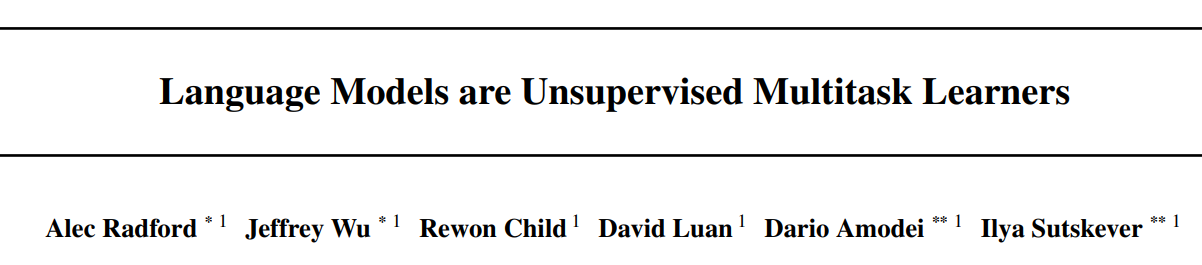 Language Models are Unsupervised Multitask Learners
Alec Radford * 1 Jeffrey Wu * 1 Rewon Child 1 David Luan 1 Dario Amodei ** 1 Ilya Sutskever ** 1